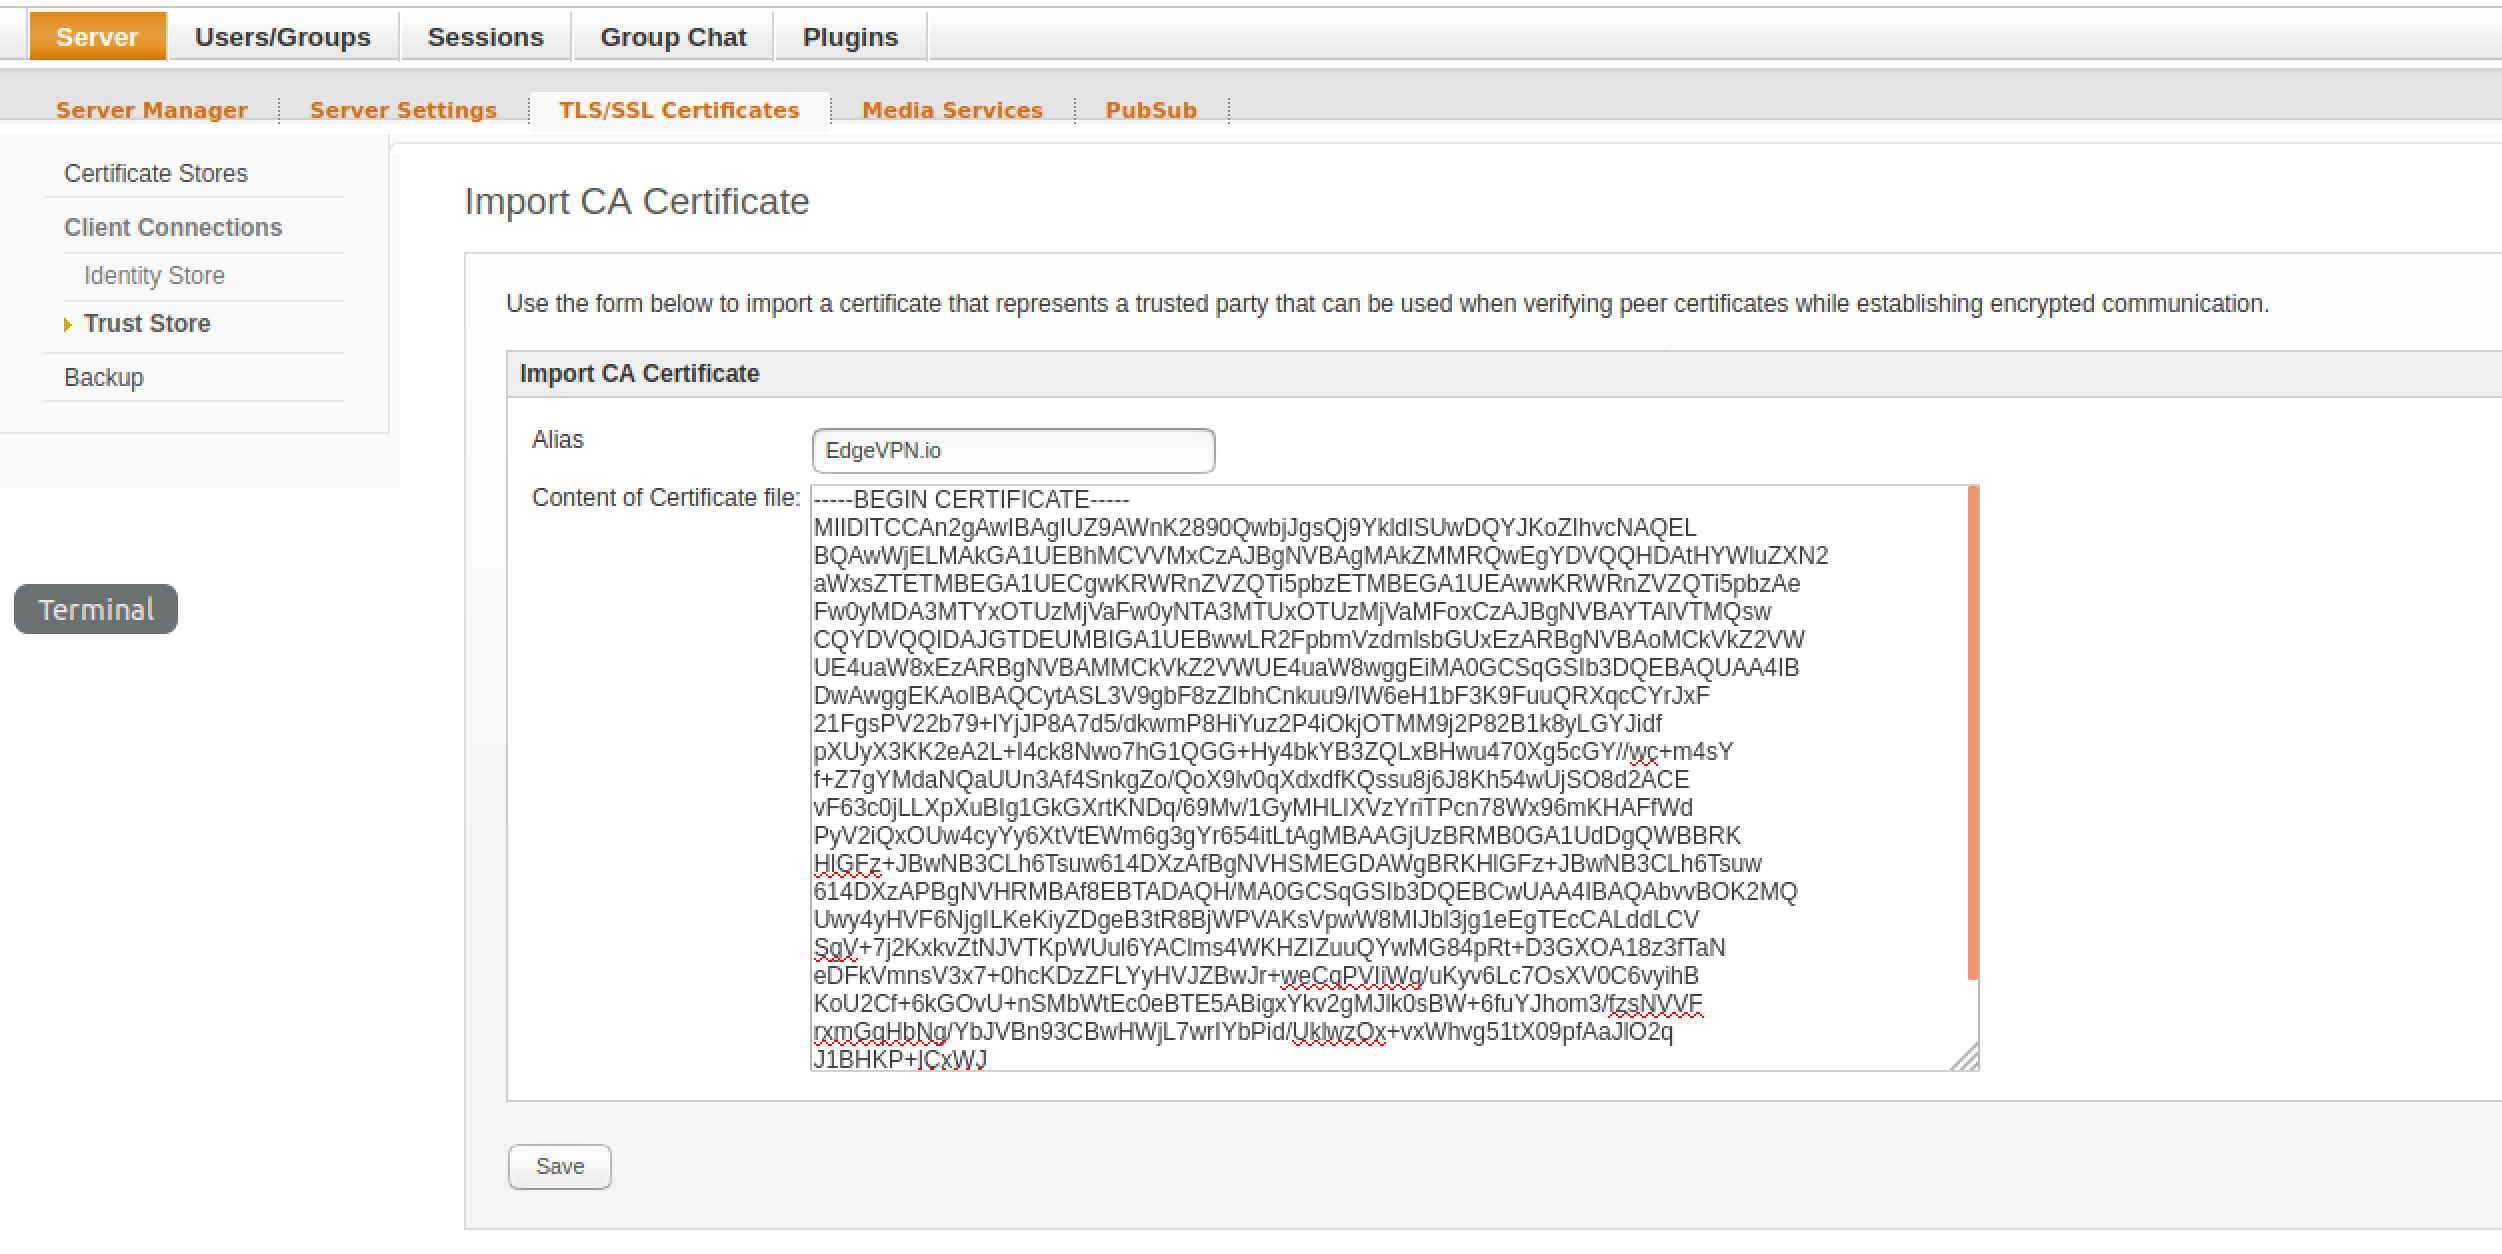 Server Users/Groups Sessions Group Chat Plugins
Server Manager Server Settings TLS/SSL Certificates Media Services PubSub
Certificate Stores
Client Connections
Identity Store
Trust Store
Backup
Terminal
Import CA Certificate
Use the form below to import a certificate that represents a trusted party that can be used when verifying peer certificates while establishing encrypted communication.
Import CA Certificate
Alias EdgeVPN.io
Content of Certificate file:
-----BEGIN CERTIFICATE-----
MIIDITCCAn2gAwIBAgIUZ9AWnK2890QwbjJgsQj9YkldISUwDQYJKoZIhvcNAQEL
BQAwWjELMAkGA1UEBhMCVVMxCzAJBgNVBAgMAkZMMRQwEgYDVQQHDAtHYWluZXN2
aWxsZTETMBEGA1UECgwKRWRnZVZQTi5pbzETMBEGA1UEAwwKRWRnZVZQTi5pbzAe
Fw0yMDA3MTYxOTUzMjVaFw0yNTA3MTUxOTUzMjVaMFoxCzAJBgNVBAYTAlVTMQsw
CQYDVQQIDAJGTDEUMBIGA1UEBwwLR2FpbmVzdmlsbGUxEzARBgNVBAoMCkVkZ2VW
UE4uaW8xEzARBgNVBAMMCkVkZ2VWUE4uaW8wggEiMA0GCSqGSIb3DQEBAQUAA4IB
DwAwggEKAoIBAQCytASL3V9gbF8zZIbhCnkuu9/IW6eH1bF3K9FuuQRXqcCYrJxF
21FgsPV22b79+IYjJP8A7d5/dkwmP8HiYuz2P4iOkjOTMM9j2P82B1k8yLGYJidf
pXUyX3KK2eA2L+I4ck8Nwo7hG1QGG+Hy4bkYB3ZQLxBHwu470Xg5cGY//wc+m4sY
f+Z7gYMdaNQaUUn3Af4SnkgZo/QoX9lv0qXdxdfKQssu8j6J8Kh54wUjSO8d2ACE
vF63c0jLLXpXuBIg1GkGXrtKNDq/69Mv/1GyMHLIXVzYriTPcn78Wx96mKHAFfWd
PyV2iQxOUw4cyYy6XtVtEWm6g3gYr654itLtAgMBAAGjUzBRMB0GA1UdDgQWBBRK
HlGFz+JBwNB3CLh6Tsuw614DXzAfBgNVHSMEGDAWgBRKHlGFz+JBwNB3CLh6Tsuw
614DXzAPBgNVHRMBAf8EBTADAQH/MA0GCSqGSIb3DQEBCwUAA4IBAQAbvvBOK2MQ
Uwy4yHVF6NjgILKeKiyZDgeB3tR8BjWPVAKsVpwW8MIJbl3jg1eEgTEcCALddLCV
SgV+7j2KxkvZtNJVTKpWUul6YAClms4WKHZIZuuQYwMG84pRt+D3GXOA18z3fTaN
eDFkVmnsV3x7+0hcKDzZFLYyHVJZBwJr+weCqPVIiWg/uKyv6Lc7OsXV0C6vyihB
KoU2Cf+6kGOvU+nSMbWtEc0eBTE5ABigxYkv2gMJlk0sBW+6fuYJhom3/fzsNVVF
rxmGqHbNg/YbJVBn93CBwHWjL7wrIYbPid/UklwzOx+vxWhvg51tX09pfAaJlO2q
J1BHKP+jCxWJ
Save